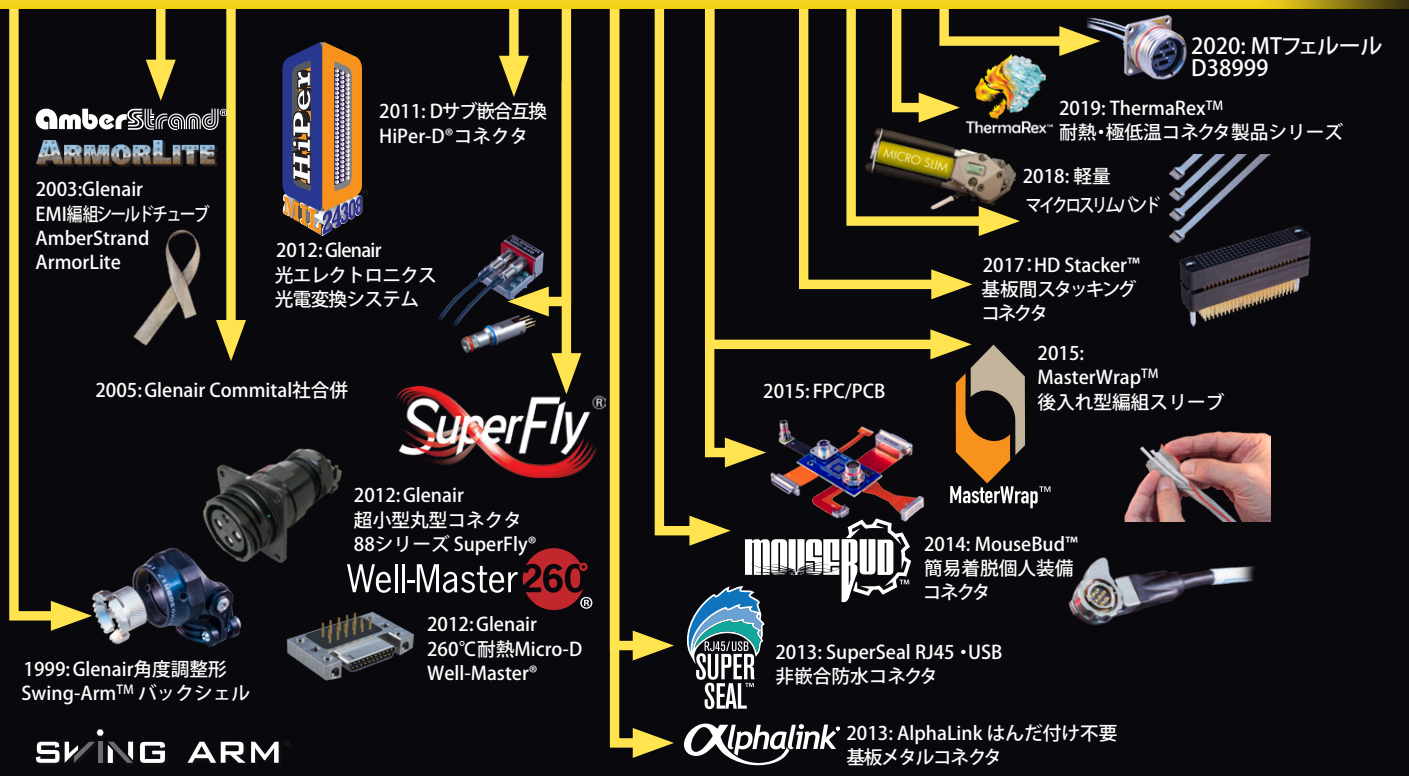 AmberStrand®
ARMORLITE
2003:Glenair
EMI編組シールドチューブ
AmberStrand
ArmorLite
HiPer
MIL-24308
2011: Dサブ嵌合互換
HiPer-D®コネクタ
2012: Glenair
光エレクトロニクス
光電変換システム
2005: Glenair Commital社合併
SuperFly®
2012: Glenair
超小型丸型コネクタ
88シリーズ SuperFly®
Well-Master 260°®
2012: Glenair
260℃耐熱Micro-D
Well-Master®
1999: Glenair角度調整形
Swing-Arm™ バックシェル
SWING ARM
2020: MTフェルール
D38999
ThermaRex™
2019: ThermaRex™
耐熱・極低温コネクタ製品シリーズ
MICRO SLIM
2018: 軽量
マイクロスリムバンド
2017：HD Stacker™
基板間スタッキング
コネクタ
2015:
MasterWrap™
後入れ型編組スリーブ
MasterWrap™
2015: FPC/PCB
MOUSEBUD™
2014: MouseBud™
簡易着脱個人装備
コネクタ
RJ45/USB
SUPER
SEAL™
2013: SuperSeal RJ45・USB
非嵌合防水コネクタ
Alphalink
2013: AlphaLink はんだ付け不要
基板メタルコネクタ